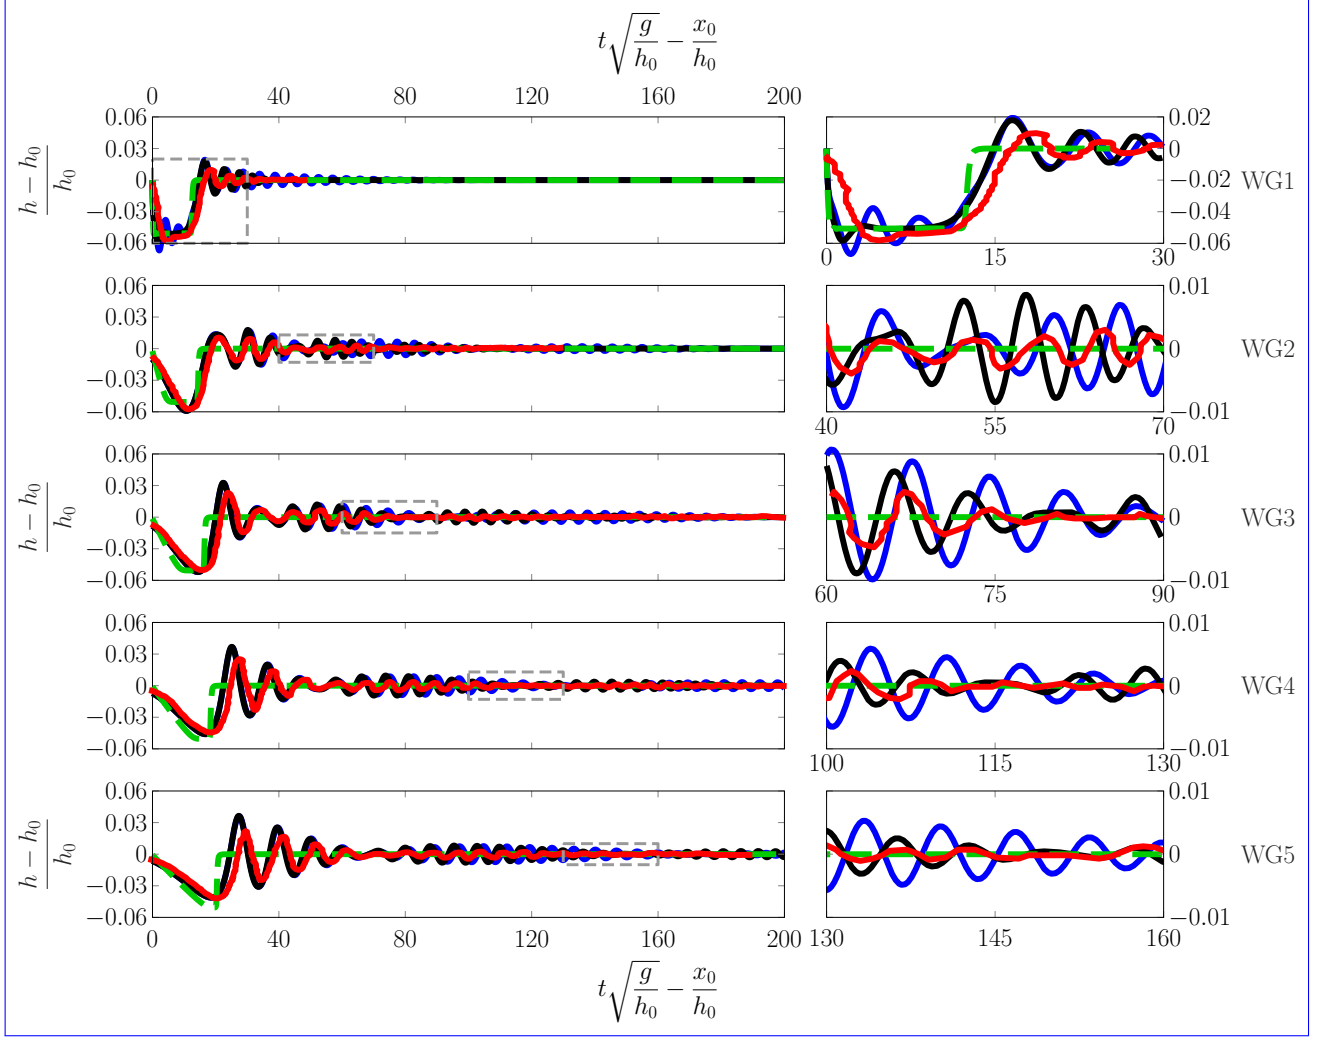 t√(g/h₀) − x₀/h₀
0 40 80 120 160 200
0.06 0.03 0 −0.03 −0.06
h − h₀ / h₀
0.02 0 −0.02 −0.04 −0.06
WG1
0 15 30
0.06 0.03 0 −0.03 −0.06
0.01 0 −0.01
WG2
40 55 70
0.06 0.03 0 −0.03 −0.06
h − h₀ / h₀
0.01 0 −0.01
WG3
60 75 90
0.06 0.03 0 −0.03 −0.06
0.01 0 −0.01
WG4
100 115 130
0.06 0.03 0 −0.03 −0.06
h − h₀ / h₀
0.01 0 −0.01
WG5
0 40 80 120 160 200
130 145 160
t√(g/h₀) − x₀/h₀